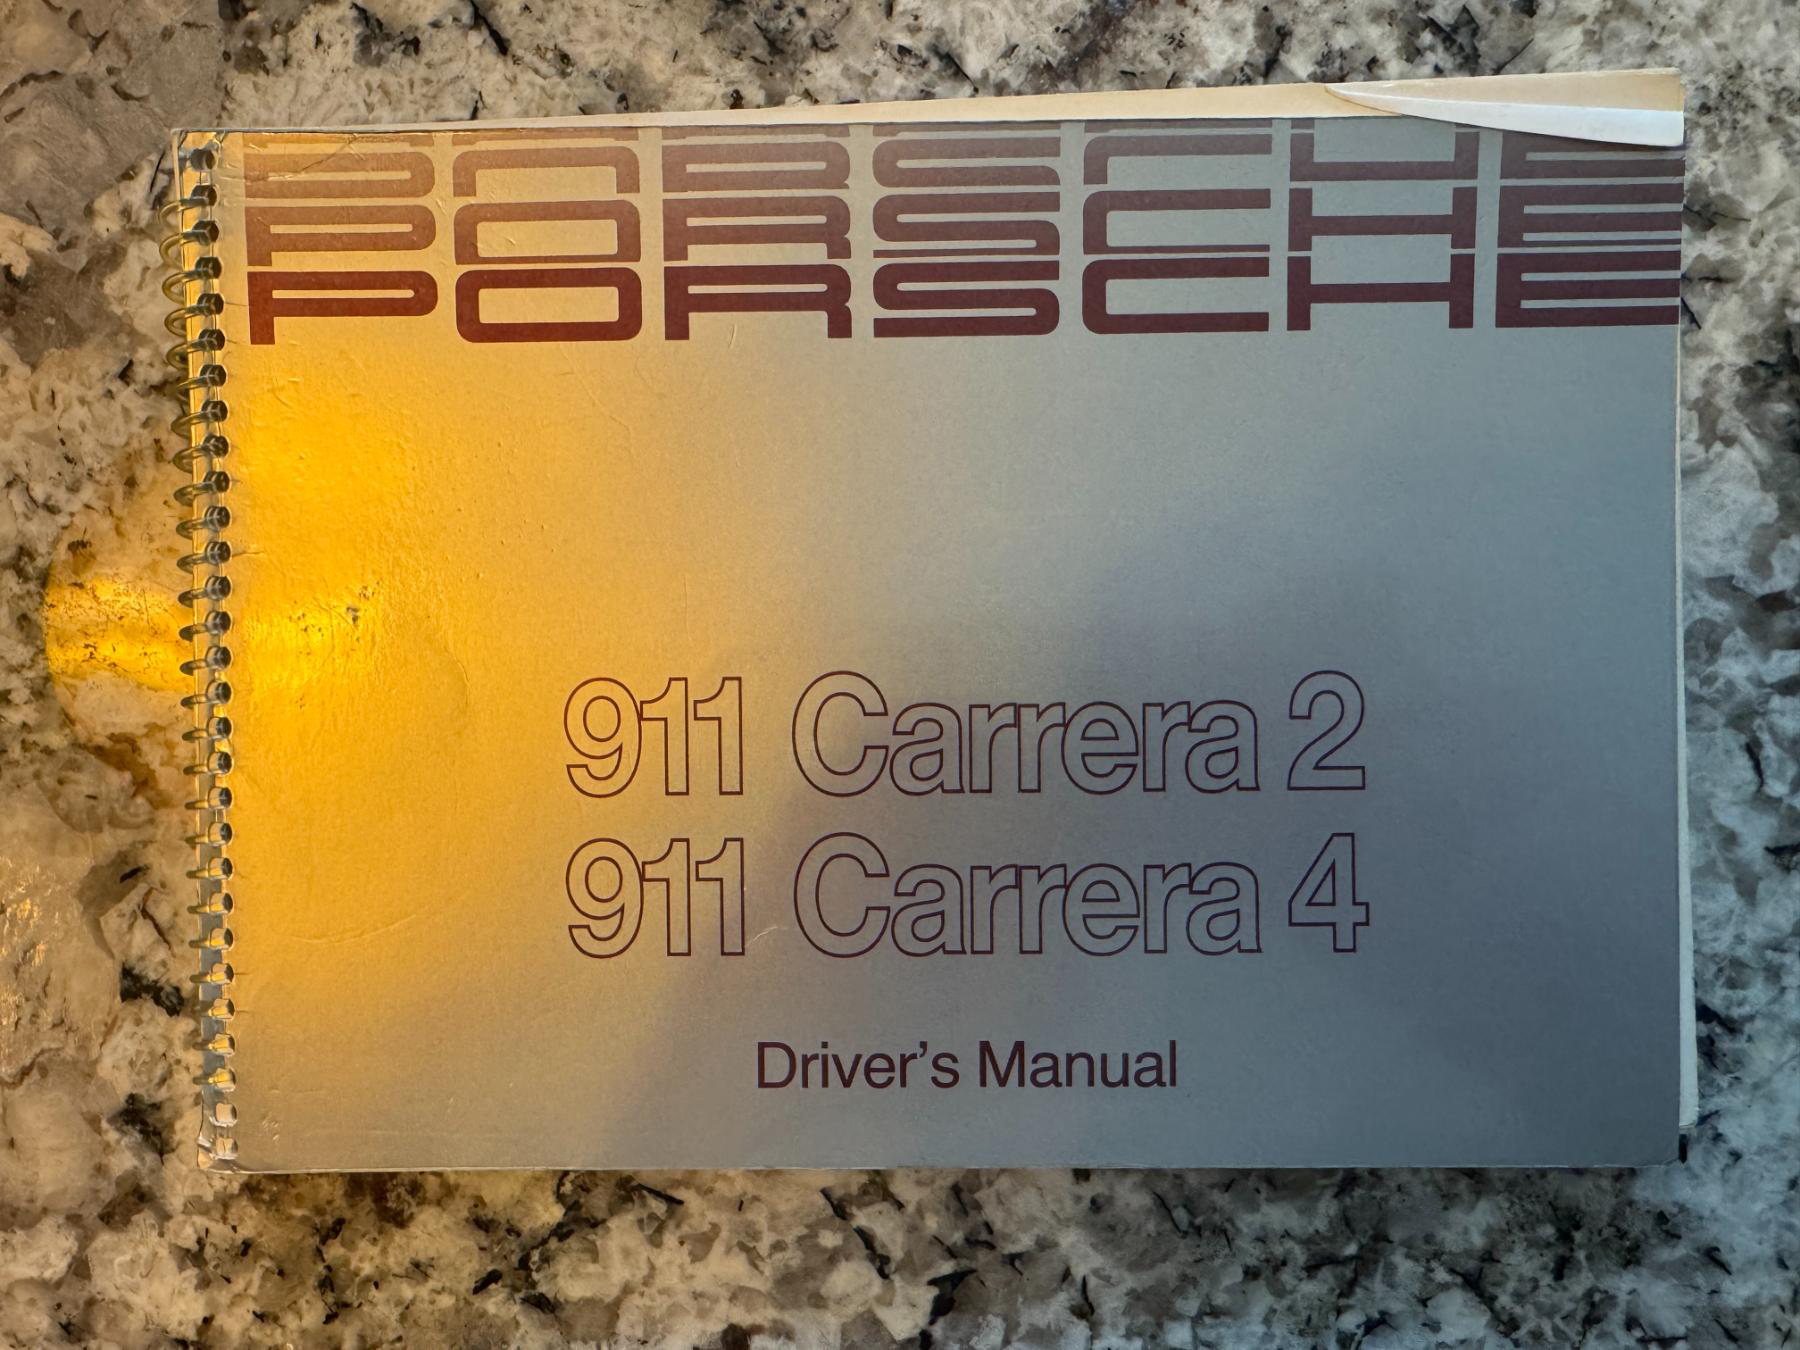 PORSCHE
PORSCHE
PORSCHE
911 Carrera 2
911 Carrera 4
Driver's Manual